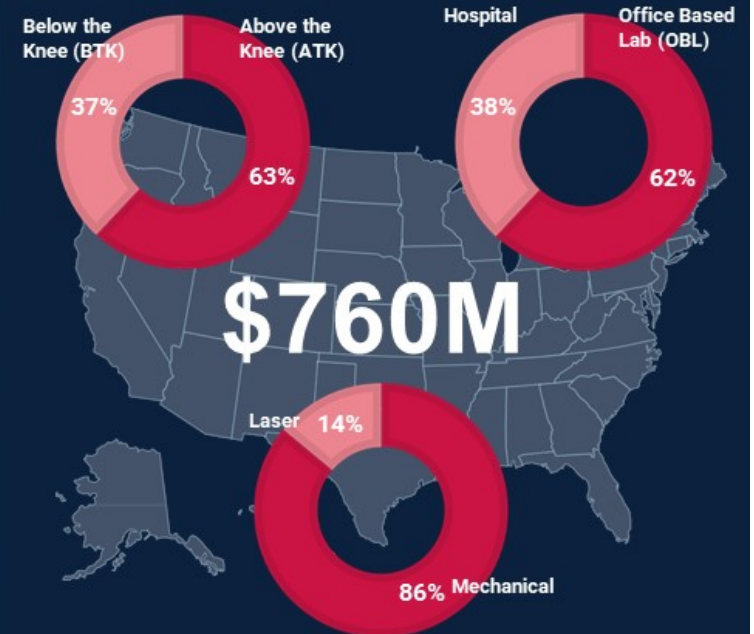 Below the
Knee (BTK)
Above the
Knee (ATK)
37%
63%
Hospital
Office Based
Lab (OBL)
38%
62%
$760M
Laser
14%
86%
Mechanical